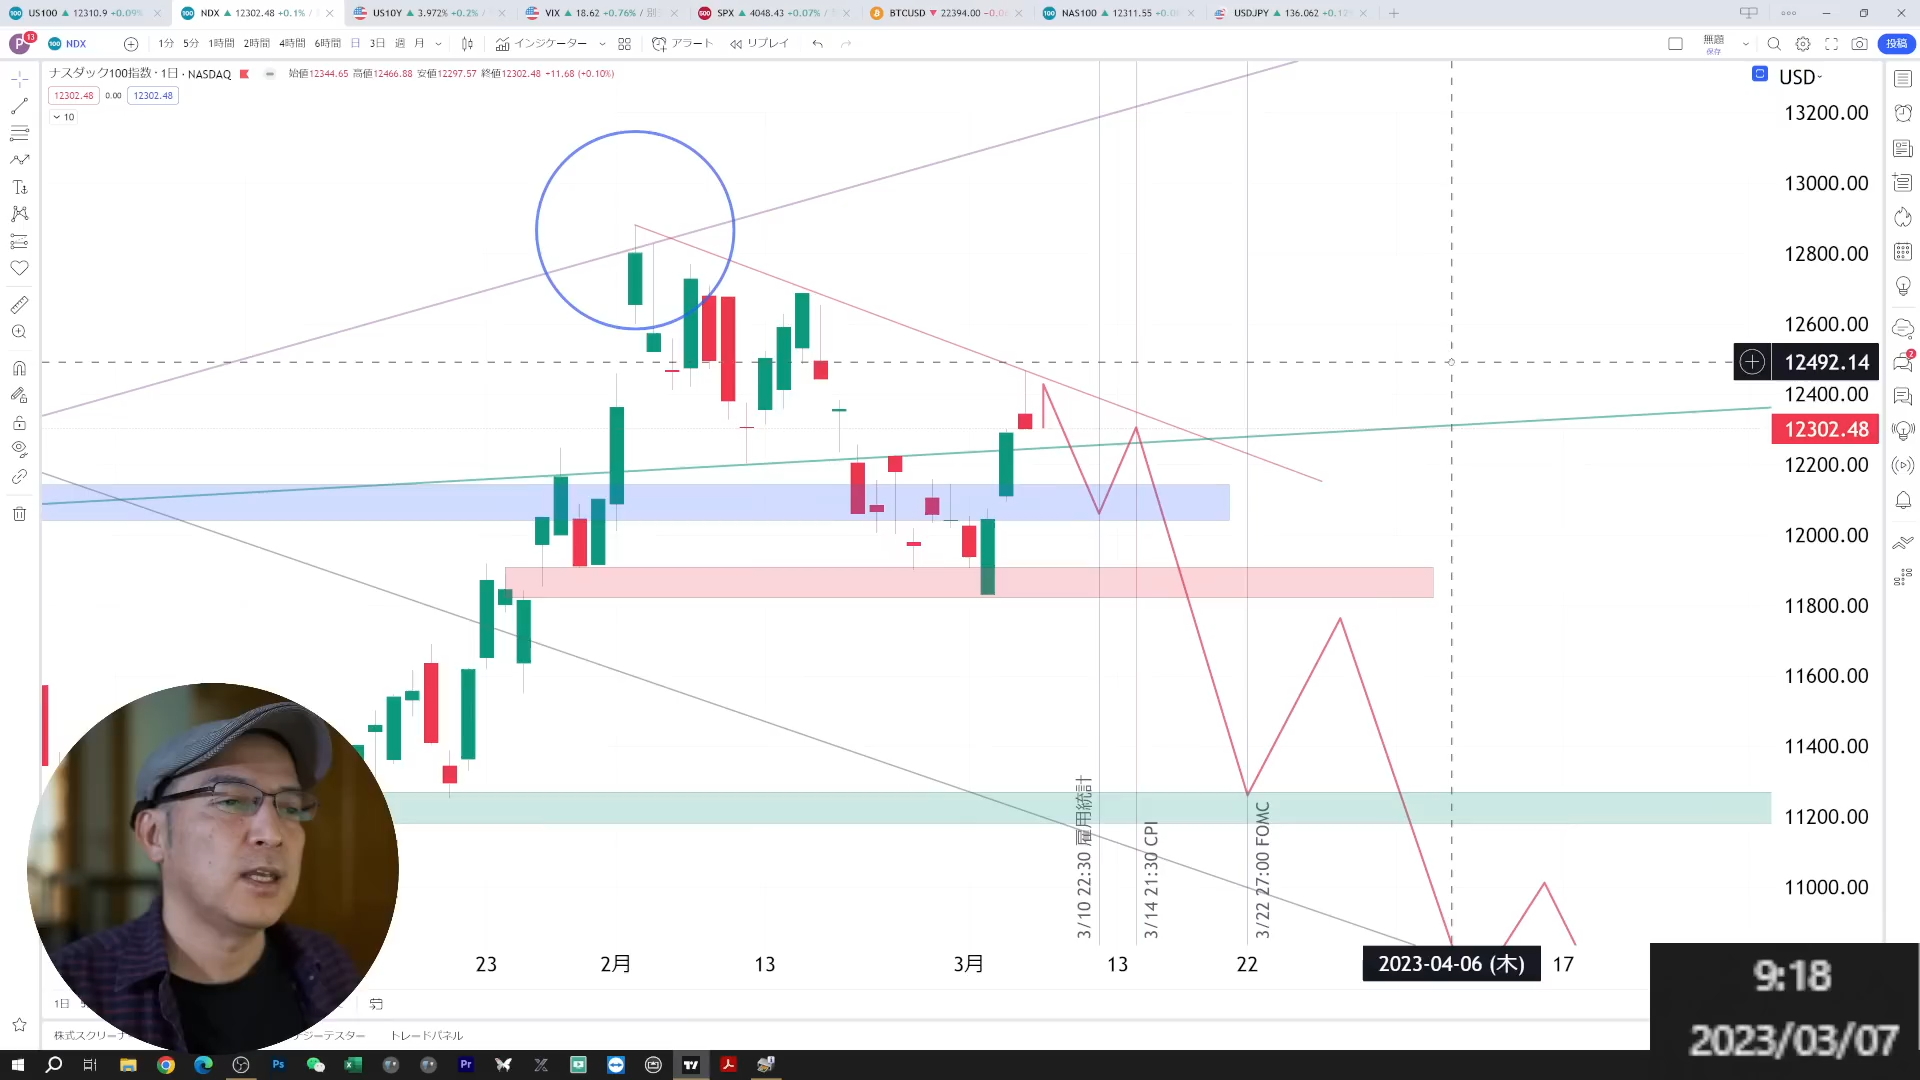 US100 ▲ 12310.9 +0.09%
NDX ▲ 12302.48 +0.1% /
US10Y ▲ 3.972% +0.2% /
VIX ▲ 18.62 +0.76% / 別
SPX ▲ 4048.43 +0.07% /
BTCUSD ▼ 22394.00
NAS100 ▲ 12311.55
USDJPY ▲ 136.062
P 13
100 NDX
1分 5分 1時間 2時間 4時間 6時間 日 3日 週 月
インジケーター
アラート
リプレイ
無題
保存
投稿
ナスダック100指数・1日・NASDAQ
始値12344.65 高値12466.88 安値12297.57 終値12302.48 +11.68 (+0.10%)
12302.48 0.00 12302.48
10
USD
13200.00
13000.00
12800.00
12600.00
12492.14
12400.00
12302.48
12200.00
12000.00
11800.00
11600.00
11400.00
11200.00
11000.00
3/10 22:30 雇用統計
3/14 21:30 CPI
3/22 27:00 FOMC
23
2月
13
3月
13
22
2023-04-06 (木)
17
1日
株式スクリーナー
トレードパネル
9:18
2023/03/07